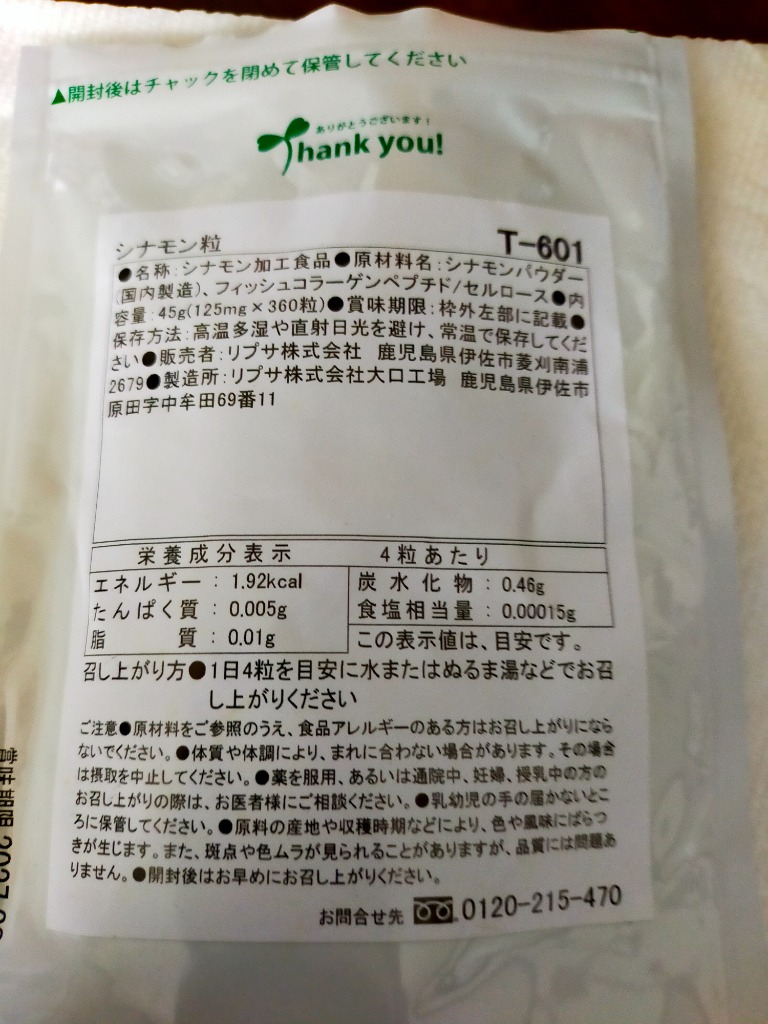 ▲開封後はチャックを閉めて保管してください
ありがとうございます!
Thank you!
シナモン粒 T-601
●名称:シナモン加工食品●原材料名:シナモンパウダー
(国内製造)、フィッシュコラーゲンペプチド/セルロース●内
容量:45g(125mg×360粒)●賞味期限:枠外左部に記載●
保存方法:高温多湿や直射日光を避け、常温で保存してくだ
さい●販売者:リプサ株式会社 鹿児島県伊佐市菱刈南浦
2679●製造所:リプサ株式会社大口工場 鹿児島県伊佐市
原田字中牟田69番11
栄養成分表示 4粒あたり
エネルギー:1.92kcal 炭水化物:0.46g
たんぱく質:0.005g 食塩相当量:0.00015g
脂質:0.01g この表示値は、目安です。
召し上がり方●1日4粒を目安に水またはぬるま湯などでお召
し上がりください
ご注意●原材料をご参照のうえ、食品アレルギーのある方はお召し上がりになら
ないでください。●体質や体調により、まれに合わない場合があります。その場合
は摂取を中止してください。●薬を服用、あるいは通院中、妊婦、授乳中の方の
お召し上がりの際は、お医者様にご相談ください。●乳幼児の手の届かないとこ
ろに保管してください。●原料の産地や収穫時期などにより、色や風味にばらつ
きが生じます。また、斑点や色ムラが見られることがありますが、品質には問題あ
りません。●開封後はお早めにお召し上がりください。
お問合せ先 0120-215-470
賞味期限